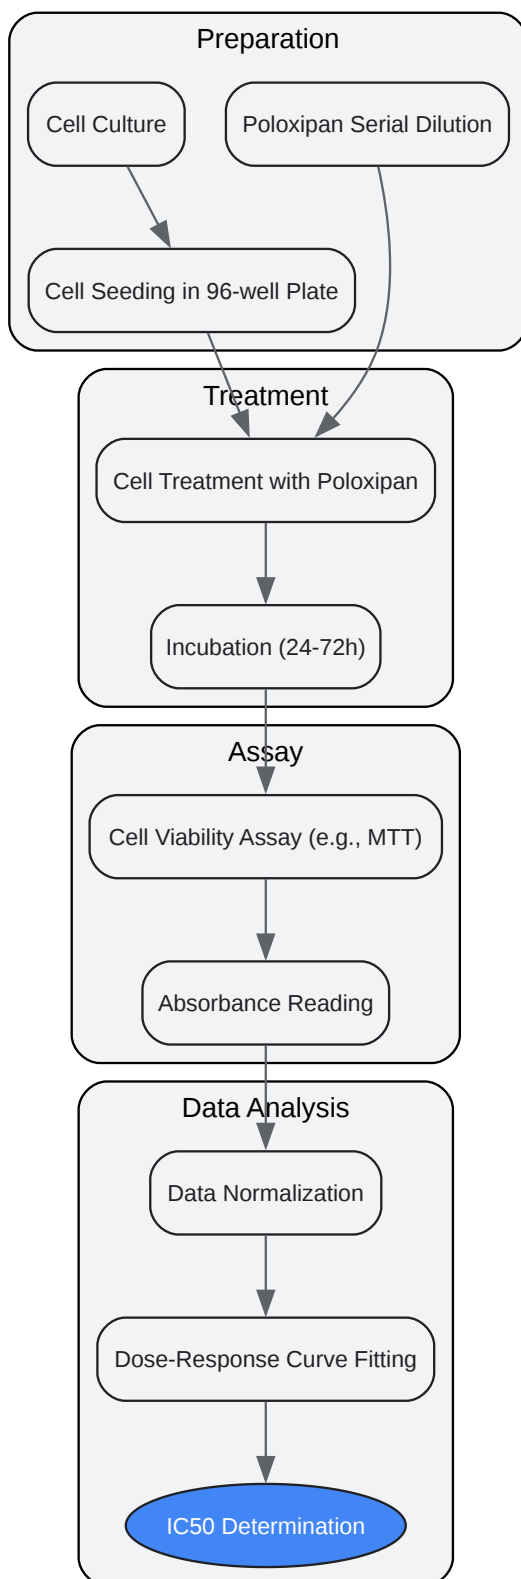 Preparation
Cell Culture
Poloxipan Serial Dilution
Cell Seeding in 96-well Plate
Treatment
Cell Treatment with Poloxipan
Incubation (24-72h)
Assay
Cell Viability Assay (e.g., MTT)
Absorbance Reading
Data Analysis
Data Normalization
Dose-Response Curve Fitting
IC50 Determination